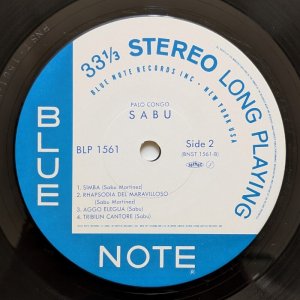 33 1/3 STEREO LONG PLAYING
BLUE NOTE RECORDS INC · NEW YORK USA
PALO CONGO
SABU
BLP 1561
Side 2
(BNST 1561-B)
1. SIMBA (Sabu Martinez)
2. RHAPSODIA DEL MARAVILLOSO
(Sabu Martinez)
3. AGGO ELEGUA (Sabu)
4. TRIBILIN CANTORE (Sabu)
BLUE
NOTE
R